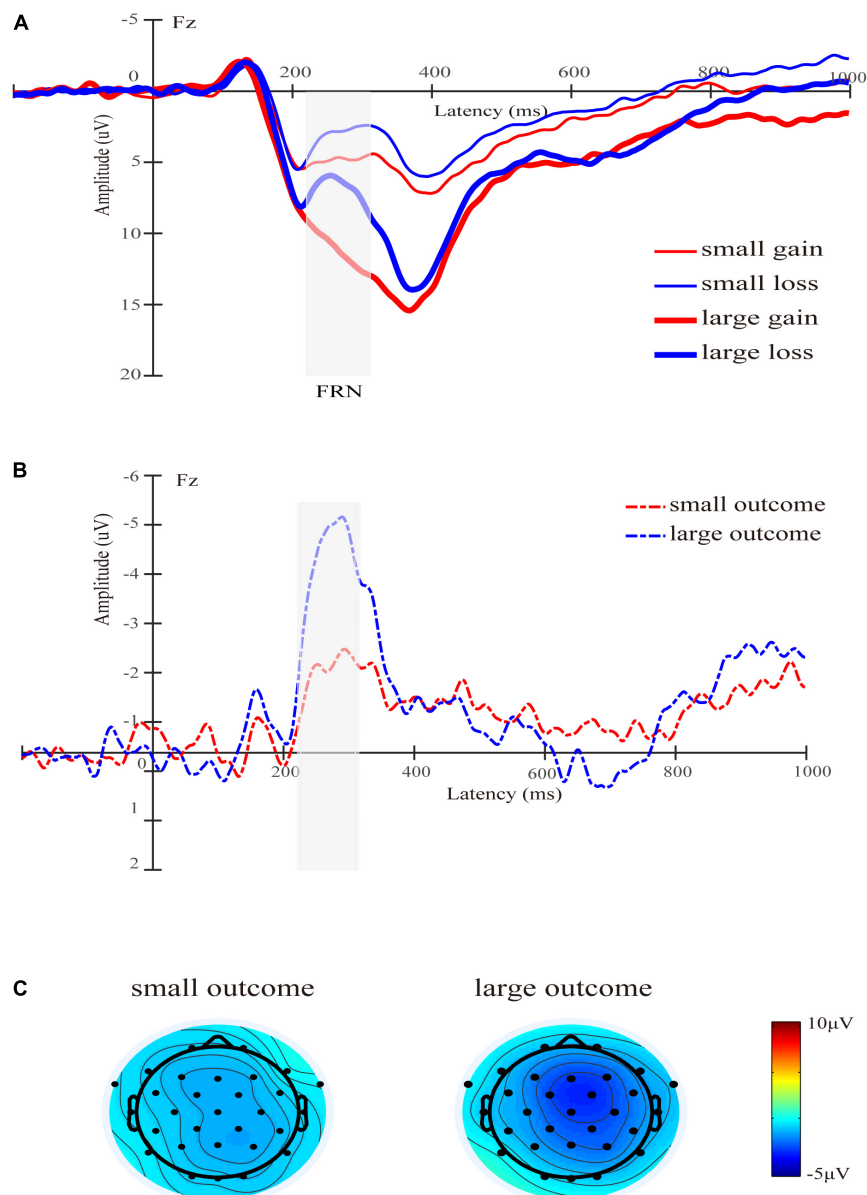 A
-5
Fz
0
200
400
600
800
1000
Latency (ms)
Amplitude (uV)
5
10
15
20
small gain
small loss
large gain
large loss
FRN
B
-6
Fz
-5
-4
-3
-2
-1
0
1
2
Amplitude (uV)
small outcome
large outcome
200
400
600
800
1000
Latency (ms)
C
small outcome
large outcome
10μV
-5μV